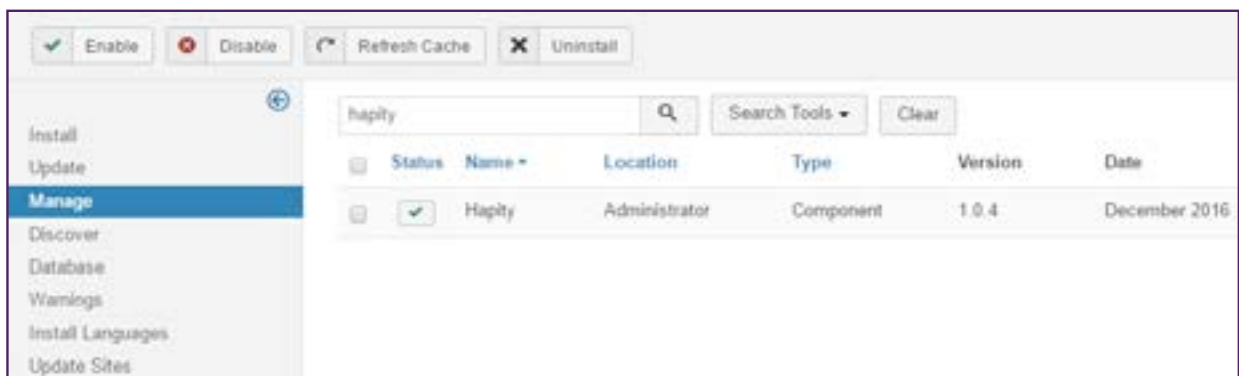 Enable Disable Refresh Cache Uninstall
hapity Search Tools Clear
Install
Update
Manage
Discover
Database
Warnings
Install Languages
Update Sites
Status Name Location Type Version Date
Hapity Administrator Component 1.0.4 December 2016